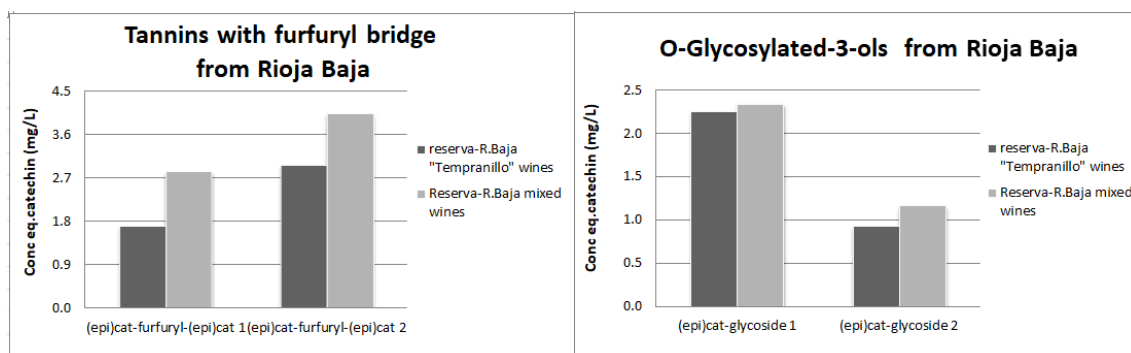 Tannins with furfuryl bridge
from Rioja Baja
Conc eq.catechin (mg/L)
4.5
3.6
2.7
1.8
0.9
0.0
(epi)cat-furfuryl-(epi)cat 1
(epi)cat-furfuryl-(epi)cat 2
reserva-R.Baja
"Tempranillo" wines
Reserva-R.Baja mixed
wines
O-Glycosylated-3-ols from Rioja Baja
Conc eq.catechin (mg/L)
2.5
2.0
1.5
1.0
0.5
0.0
(epi)cat-glycoside 1
(epi)cat-glycoside 2
reserva-R.Baja
"Tempranillo" wines
Reserva-R.Baja mixed
wines